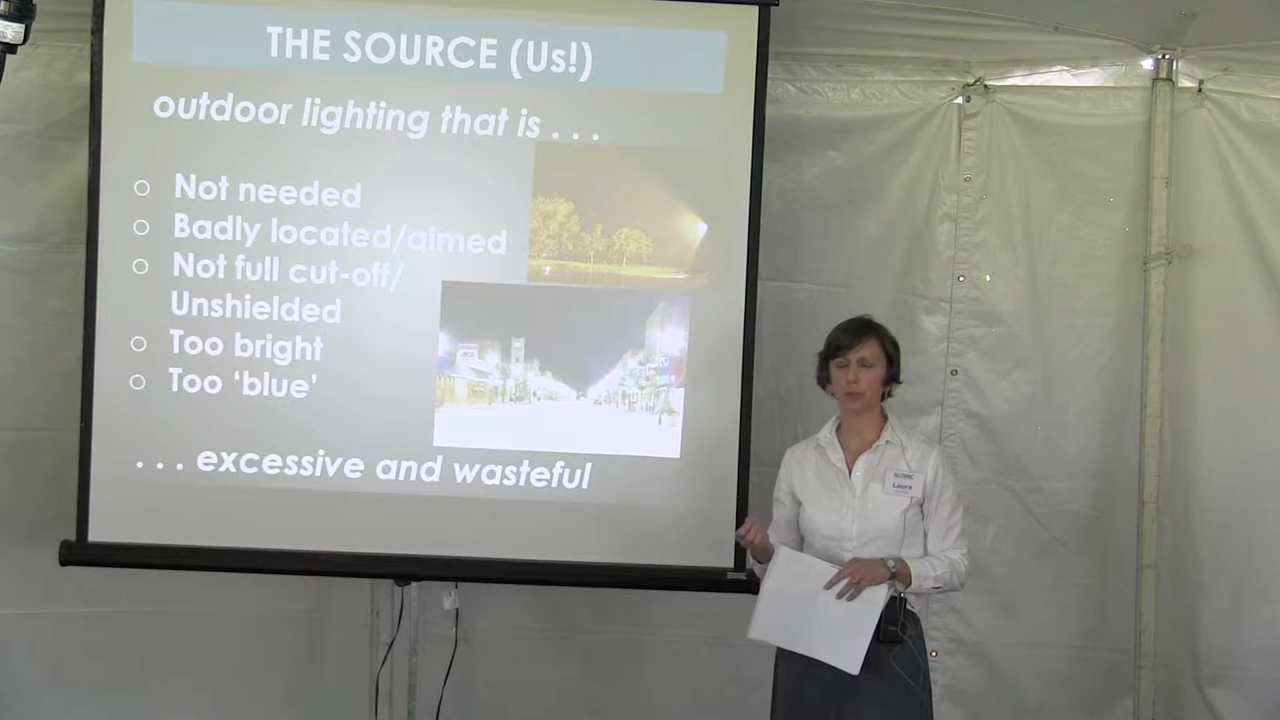 THE SOURCE (Us!)
outdoor lighting that is . . .
Not needed
Badly located/aimed
Not full cut-off/
Unshielded
Too bright
Too ‘blue’
. . . excessive and wasteful
Laura